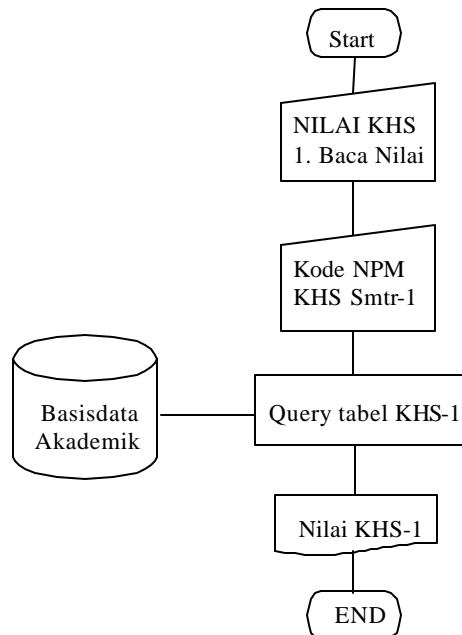 Start
NILAI KHS
1. Baca Nilai
Kode NPM
KHS Smtr-1
Basisdata
Akademik
Query tabel KHS-1
Nilai KHS-1
END